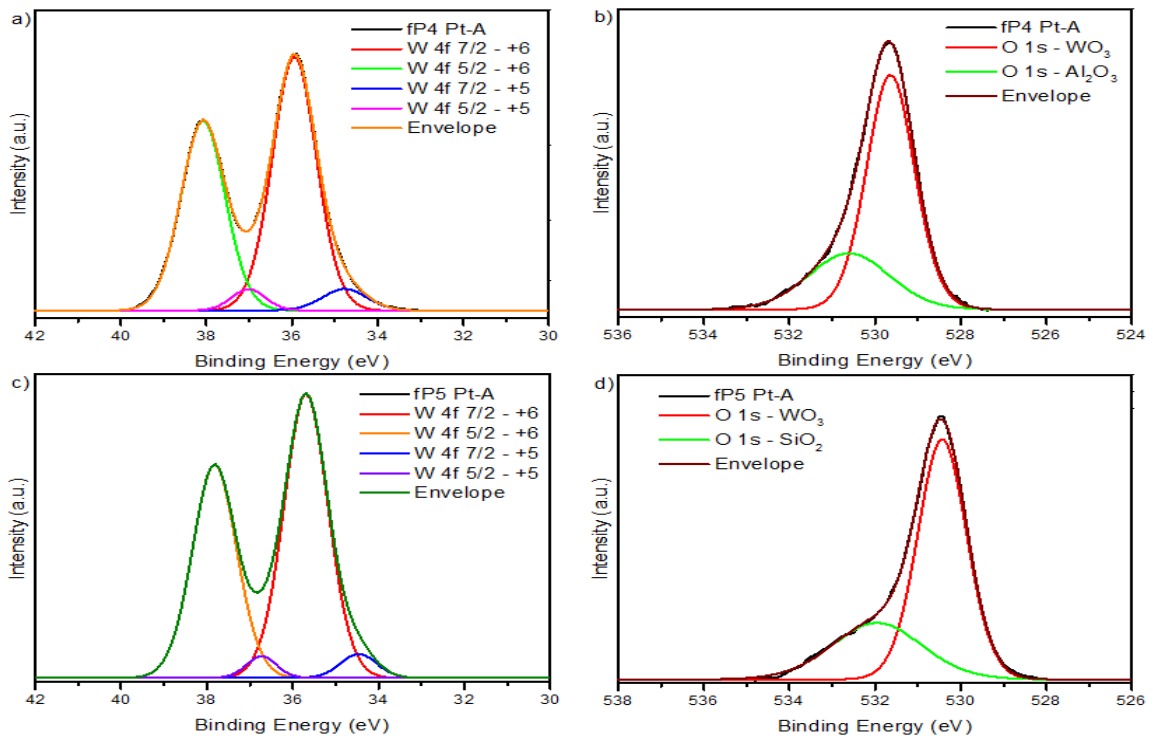 a)
fP4 Pt-A
W 4f 7/2 - +6
W 4f 5/2 - +6
W 4f 7/2 - +5
W 4f 5/2 - +5
Envelope
Intensity (a.u.)
42 40 38 36 34 32 30
Binding Energy (eV)
b)
fP4 Pt-A
O 1s - WO₃
O 1s - Al₂O₃
Envelope
Intensity (a.u.)
536 534 532 530 528 526 524
Binding Energy (eV)
c)
fP5 Pt-A
W 4f 7/2 - +6
W 4f 5/2 - +6
W 4f 7/2 - +5
W 4f 5/2 - +5
Envelope
Intensity (a.u.)
42 40 38 36 34 32 30
Binding Energy (eV)
d)
fP5 Pt-A
O 1s - WO₃
O 1s - SiO₂
Envelope
Intensity (a.u.)
538 536 534 532 530 528 526
Binding Energy (eV)